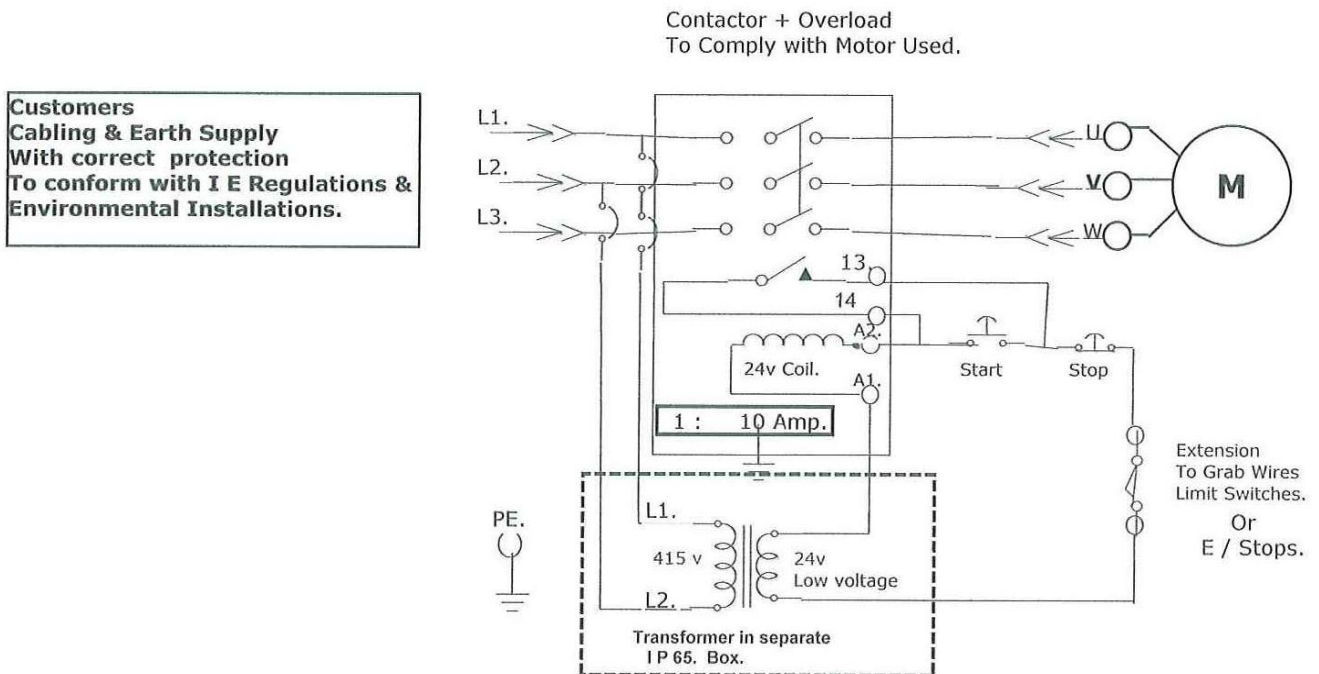 Contactor + Overload
To Comply with Motor Used.
Customers
Cabling & Earth Supply
With correct protection
To conform with I E Regulations &
Environmental Installations.
L1.
L2.
L3.
U
V
W
M
13.
14
A2.
24v Coil.
A1.
Start
Stop
1 : 10 Amp.
Extension
To Grab Wires
Limit Switches.
Or
E / Stops.
PE.
L1.
415 v
L2.
24v
Low voltage
Transformer in separate
I P 65. Box.